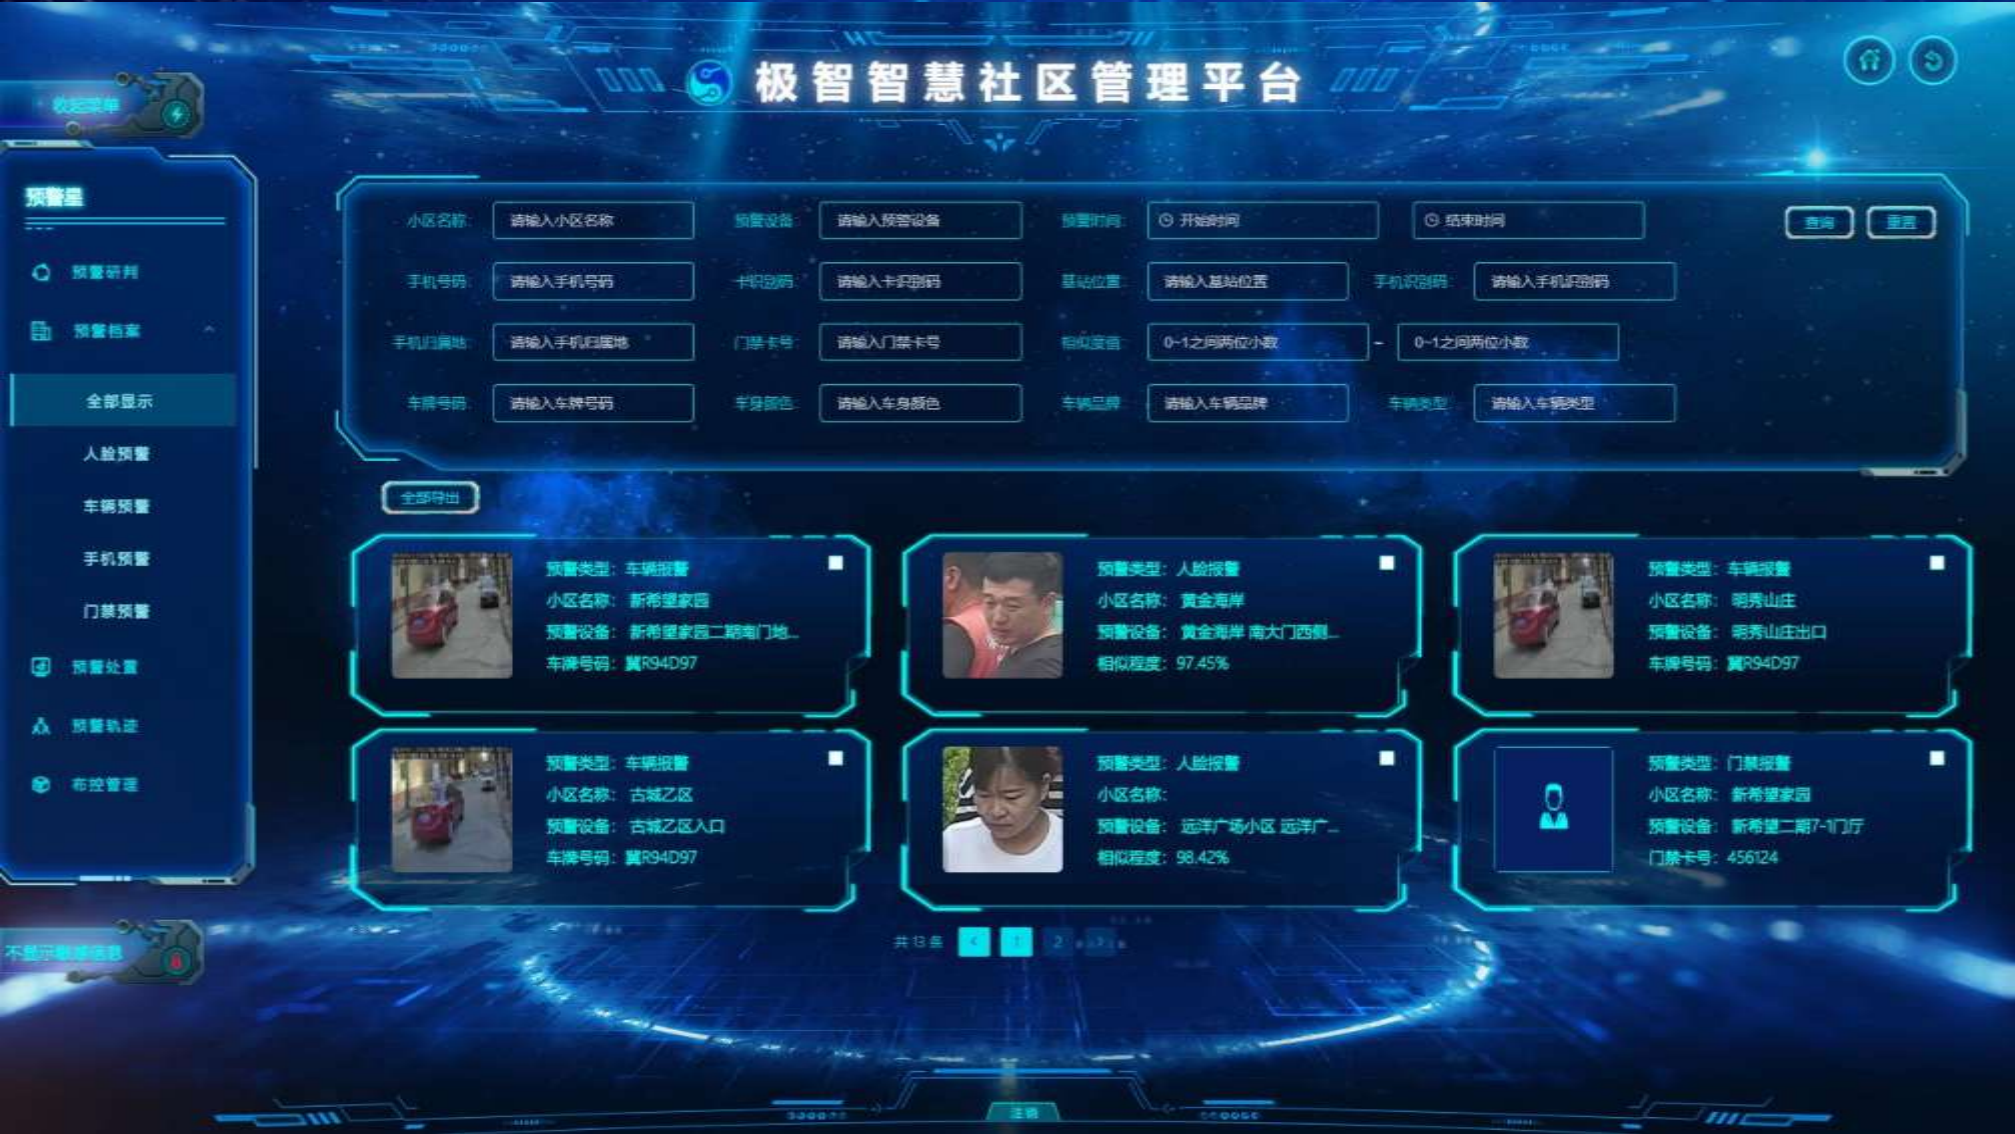 极智智慧社区管理平台
收起菜单
预警星
预警研判
预警档案
全部显示
人脸预警
车辆预警
手机预警
门禁预警
预警处置
预警轨迹
布控管理
不显示敏感信息
小区名称: 请输入小区名称 预警设备: 请输入预警设备 预警时间: 开始时间 结束时间 查询 重置
手机号码: 请输入手机号码 卡识别码: 请输入卡识别码 基站位置: 请输入基站位置 手机识别码: 请输入手机识别码
手机归属地: 请输入手机归属地 门禁卡号: 请输入门禁卡号 相似度值: 0~1之间两位小数 - 0~1之间两位小数
车牌号码: 请输入车牌号码 车身颜色: 请输入车身颜色 车辆品牌: 请输入车辆品牌 车辆类型: 请输入车辆类型
全部导出
预警类型: 车辆报警
小区名称: 新希望家园
预警设备: 新希望家园二期南门地...
车牌号码: 冀R94D97
预警类型: 人脸报警
小区名称: 黄金海岸
预警设备: 黄金海岸 南大门西侧...
相似程度: 97.45%
预警类型: 车辆报警
小区名称: 明秀山庄
预警设备: 明秀山庄出口
车牌号码: 冀R94D97
预警类型: 车辆报警
小区名称: 古城乙区
预警设备: 古城乙区入口
车牌号码: 冀R94D97
预警类型: 人脸报警
小区名称:
预警设备: 远洋广场小区 远洋广...
相似程度: 98.42%
预警类型: 门禁报警
小区名称: 新希望家园
预警设备: 新希望二期7-1门厅
门禁卡号: 456124
共 13 条 < 1 2 >
注销